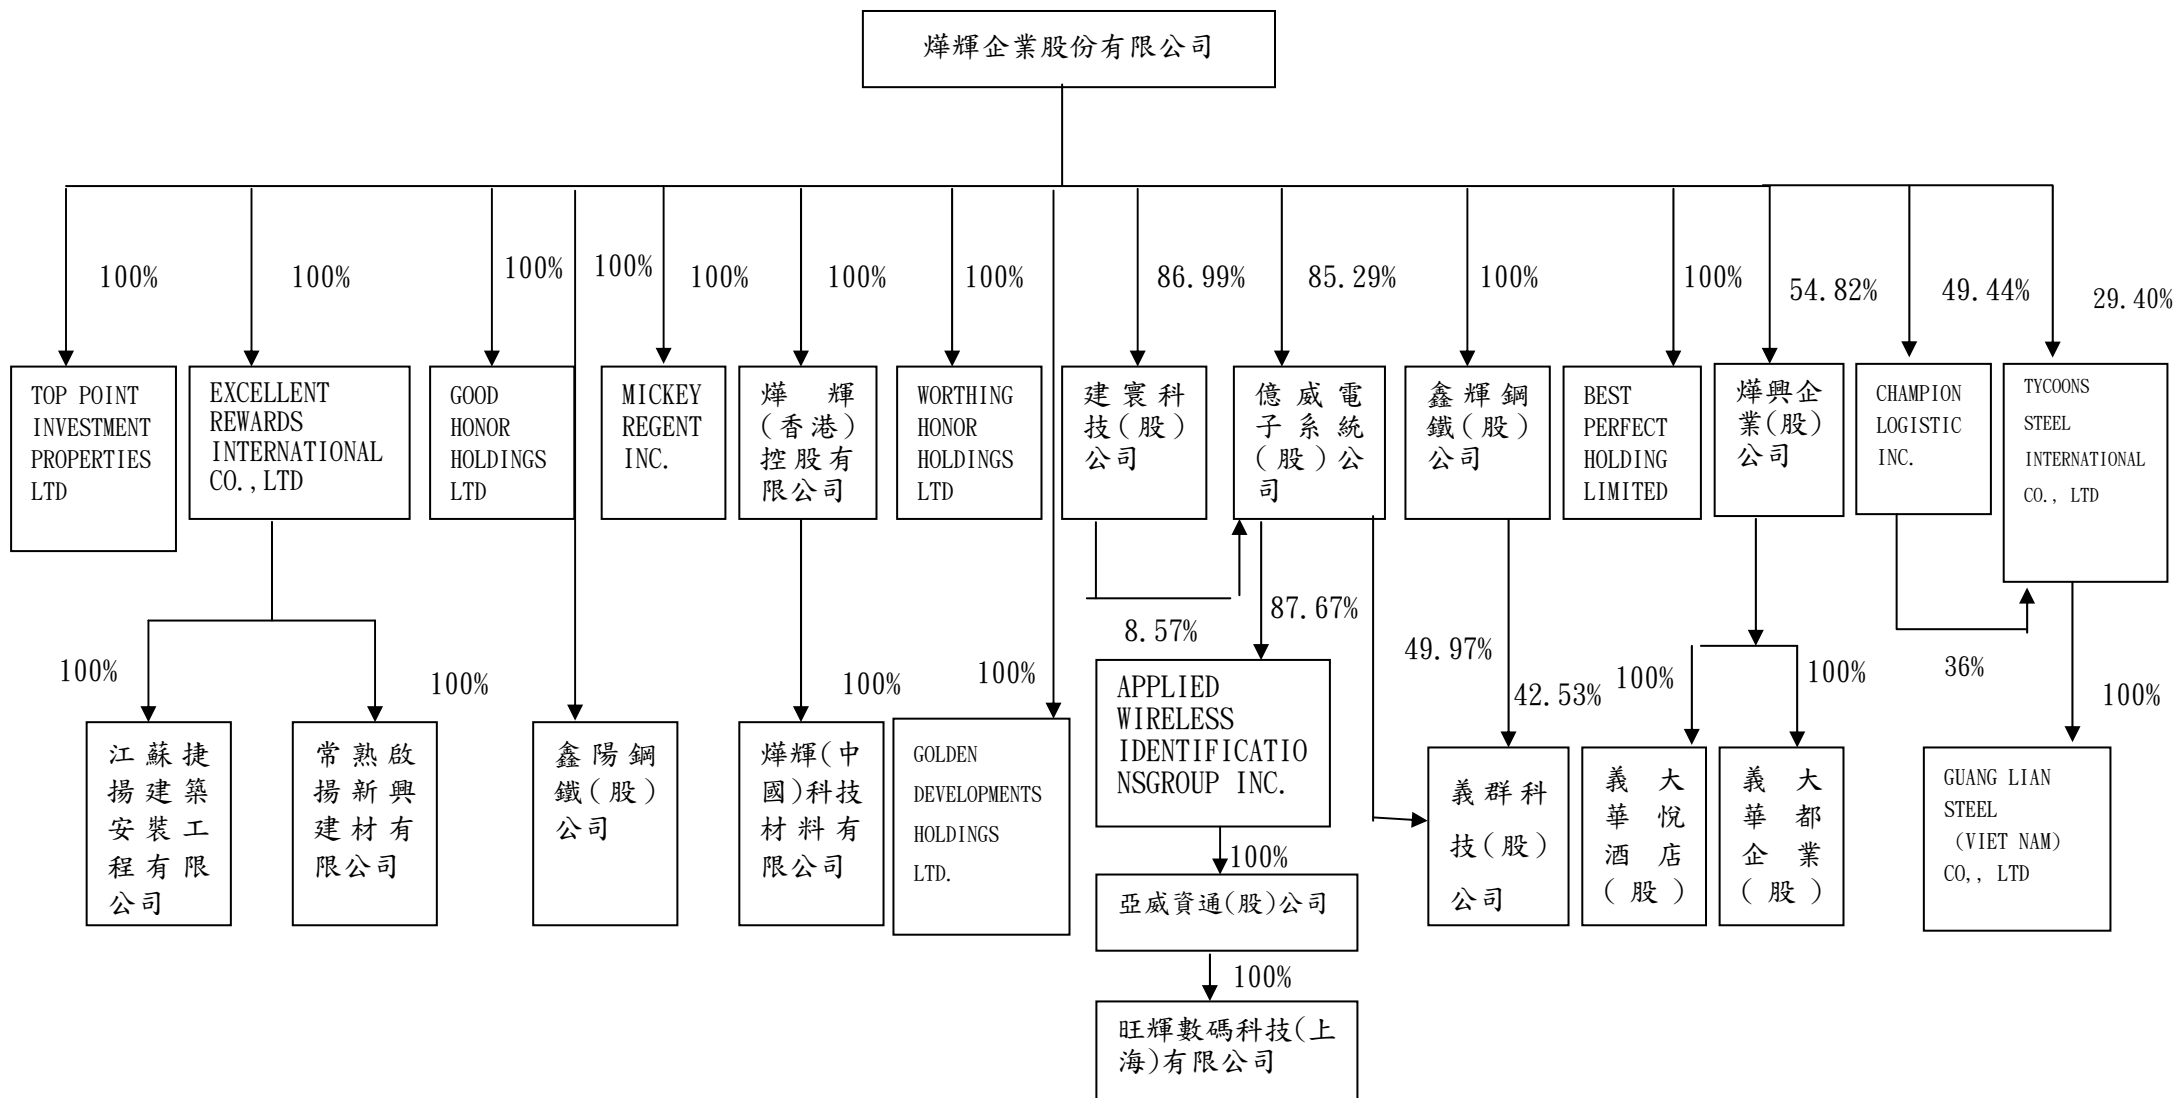 燁輝企業股份有限公司
100%
100%
100%
100%
100%
100%
100%
86.99%
85.29%
100%
100%
54.82%
49.44%
29.40%
TOP POINT
INVESTMENT
PROPERTIES
LTD
EXCELLENT
REWARDS
INTERNATIONAL
CO.,LTD
GOOD
HONOR
HOLDINGS
LTD
MICKEY
REGENT
INC.
燁輝
(香港)
控股有
限公司
WORTHING
HONOR
HOLDINGS
LTD
建寰科
技(股)
公司
億威電
子系統
(股)公
司
鑫輝鋼
鐵(股)
公司
BEST
PERFECT
HOLDING
LIMITED
燁興企
業(股)
公司
CHAMPION
LOGISTIC
INC.
TYCOONS
STEEL
INTERNATIONAL
CO., LTD
100%
100%
100%
100%
8.57%
87.67%
49.97%
42.53%
100%
100%
36%
100%
江蘇捷
揚建築
安裝工
程有限
公司
常熟啟
揚新興
建材有
限公司
鑫陽鋼
鐵(股)
公司
燁輝(中
國)科技
材料有
限公司
GOLDEN
DEVELOPMENTS
HOLDINGS
LTD.
APPLIED
WIRELESS
IDENTIFICATIO
NSGROUP INC.
義群科
技(股)
公司
義大
華悅
酒店
(股)
義大
華都
企業
(股)
GUANG LIAN
STEEL
(VIET NAM)
CO,, LTD
100%
亞威資通(股)公司
100%
旺輝數碼科技(上
海)有限公司